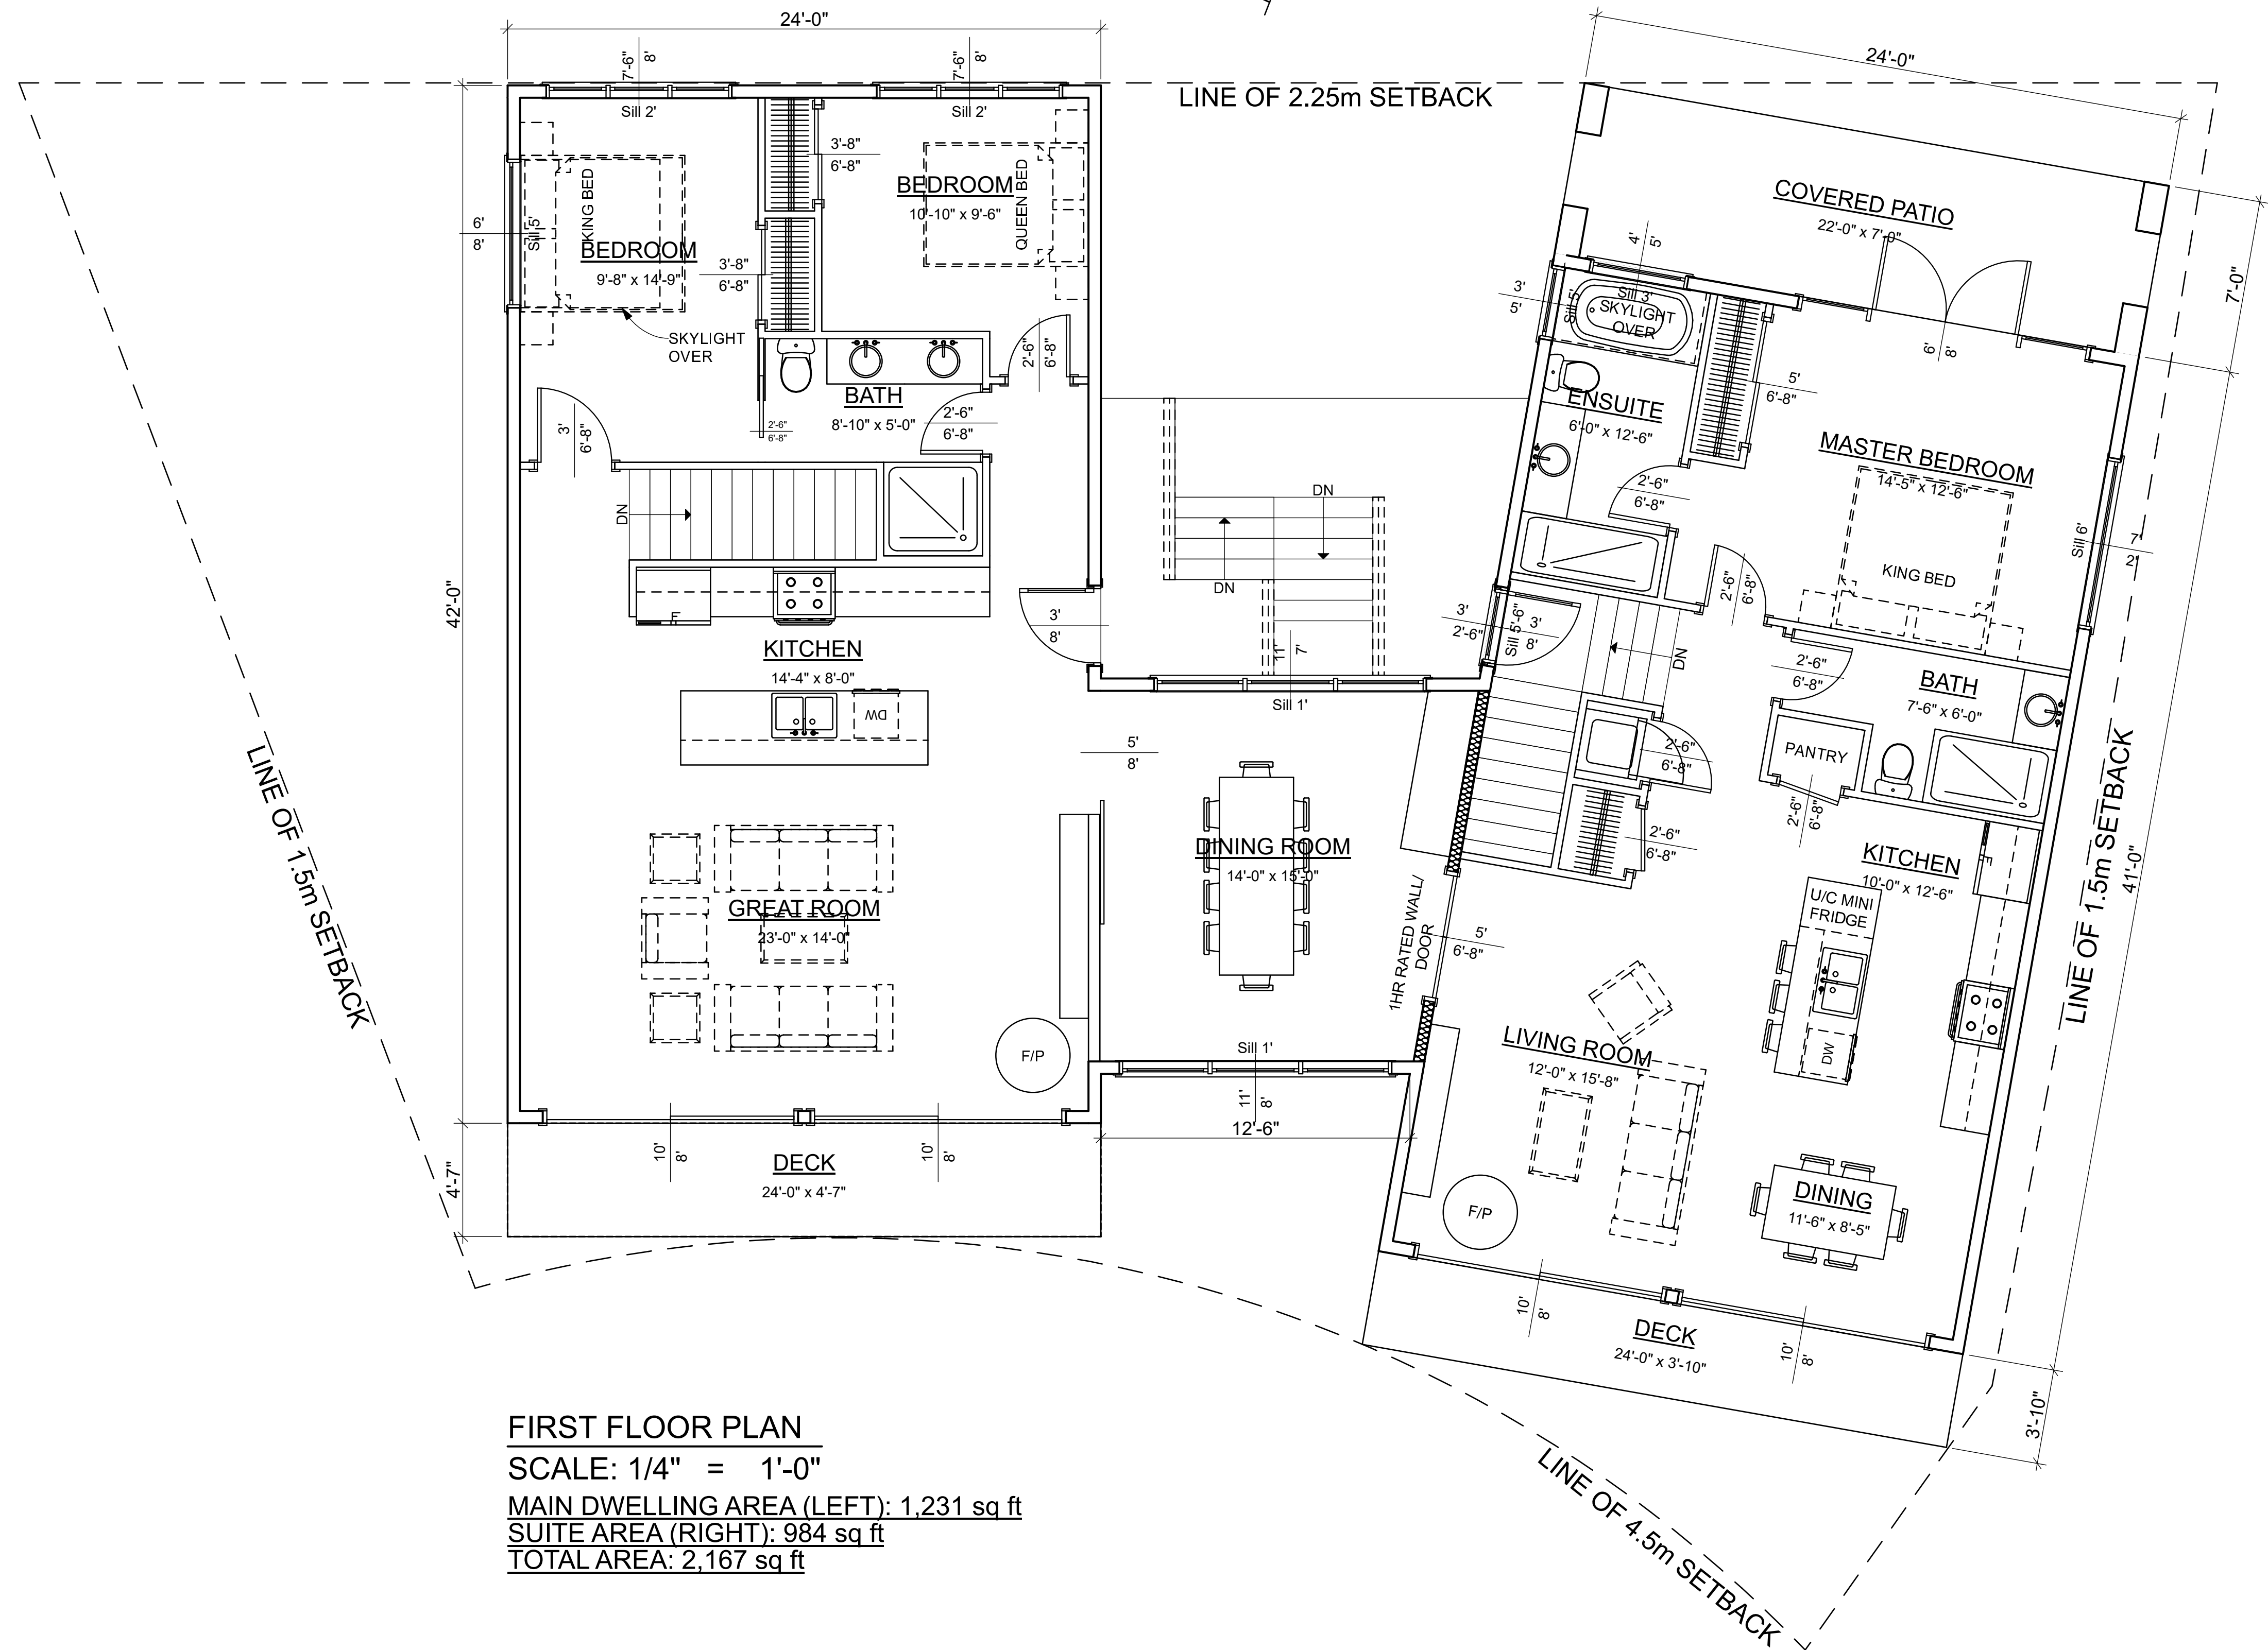 24'-0"
7'-6"
8'
7'-6"
8'
24'-0"
LINE OF 2.25m SETBACK
Sill 2'
Sill 2'
3'-8"
6'-8"
KING BED
BEDROOM
9'-8" x 14'-9"
Sill 5'
6'
8'
BEDROOM
10'-10" x 9'-6"
QUEEN BED
3'-8"
6'-8"
SKYLIGHT
OVER
2'-6"
6'-8"
BATH
8'-10" x 5'-0"
2'-6"
6'-8"
2'-6"
6'-8"
3'
6'-8"
DN
F
KITCHEN
14'-4" x 8'-0"
DW
3'
8'
DN
DN
11'
7'
Sill 1'
42'-0"
5'
8'
DINING ROOM
14'-0" x 15'-0"
GREAT ROOM
23'-0" x 14'-0"
F/P
Sill 1'
11'
8'
12'-6"
10'
8'
10'
8'
DECK
24'-0" x 4'-7"
4'-7"
LINE OF 1.5m SETBACK
COVERED PATIO
22'-0" x 7'-0"
7'-0"
4'
5'
3'
5'
Sill 5'
Sill 3'
SKYLIGHT
OVER
6'
8'
5'
6'-8"
ENSUITE
6'-0" x 12'-6"
MASTER BEDROOM
14'-5" x 12'-6"
KING BED
2'-6"
6'-8"
2'-6"
6'-8"
Sill 6'
7'
2'
3'
2'-6"
Sill 5'-6"
3'
8'
DN
2'-6"
6'-8"
BATH
7'-6" x 6'-0"
PANTRY
2'-6"
6'-8"
2'-6"
6'-8"
2'-6"
6'-8"
KITCHEN
10'-0" x 12'-6"
F
U/C MINI
FRIDGE
DW
1HR RATED WALL/
DOOR
5'
6'-8"
LIVING ROOM
12'-0" x 15'-8"
F/P
DINING
11'-6" x 8'-5"
10'
8'
10'
8'
DECK
24'-0" x 3'-10"
41'-0"
LINE OF 1.5m SETBACK
3'-10"
LINE OF 4.5m SETBACK
FIRST FLOOR PLAN
SCALE: 1/4" = 1'-0"
MAIN DWELLING AREA (LEFT): 1,231 sq ft
SUITE AREA (RIGHT): 984 sq ft
TOTAL AREA: 2,167 sq ft